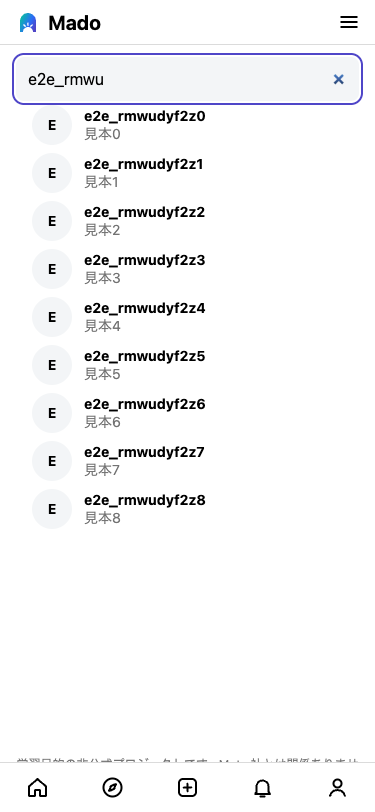 Mado
e2e_rmwu
E
e2e_rmwudyf2z0
見本0
E
e2e_rmwudyf2z1
見本1
E
e2e_rmwudyf2z2
見本2
E
e2e_rmwudyf2z3
見本3
E
e2e_rmwudyf2z4
見本4
E
e2e_rmwudyf2z5
見本5
E
e2e_rmwudyf2z6
見本6
E
e2e_rmwudyf2z7
見本7
E
e2e_rmwudyf2z8
見本8